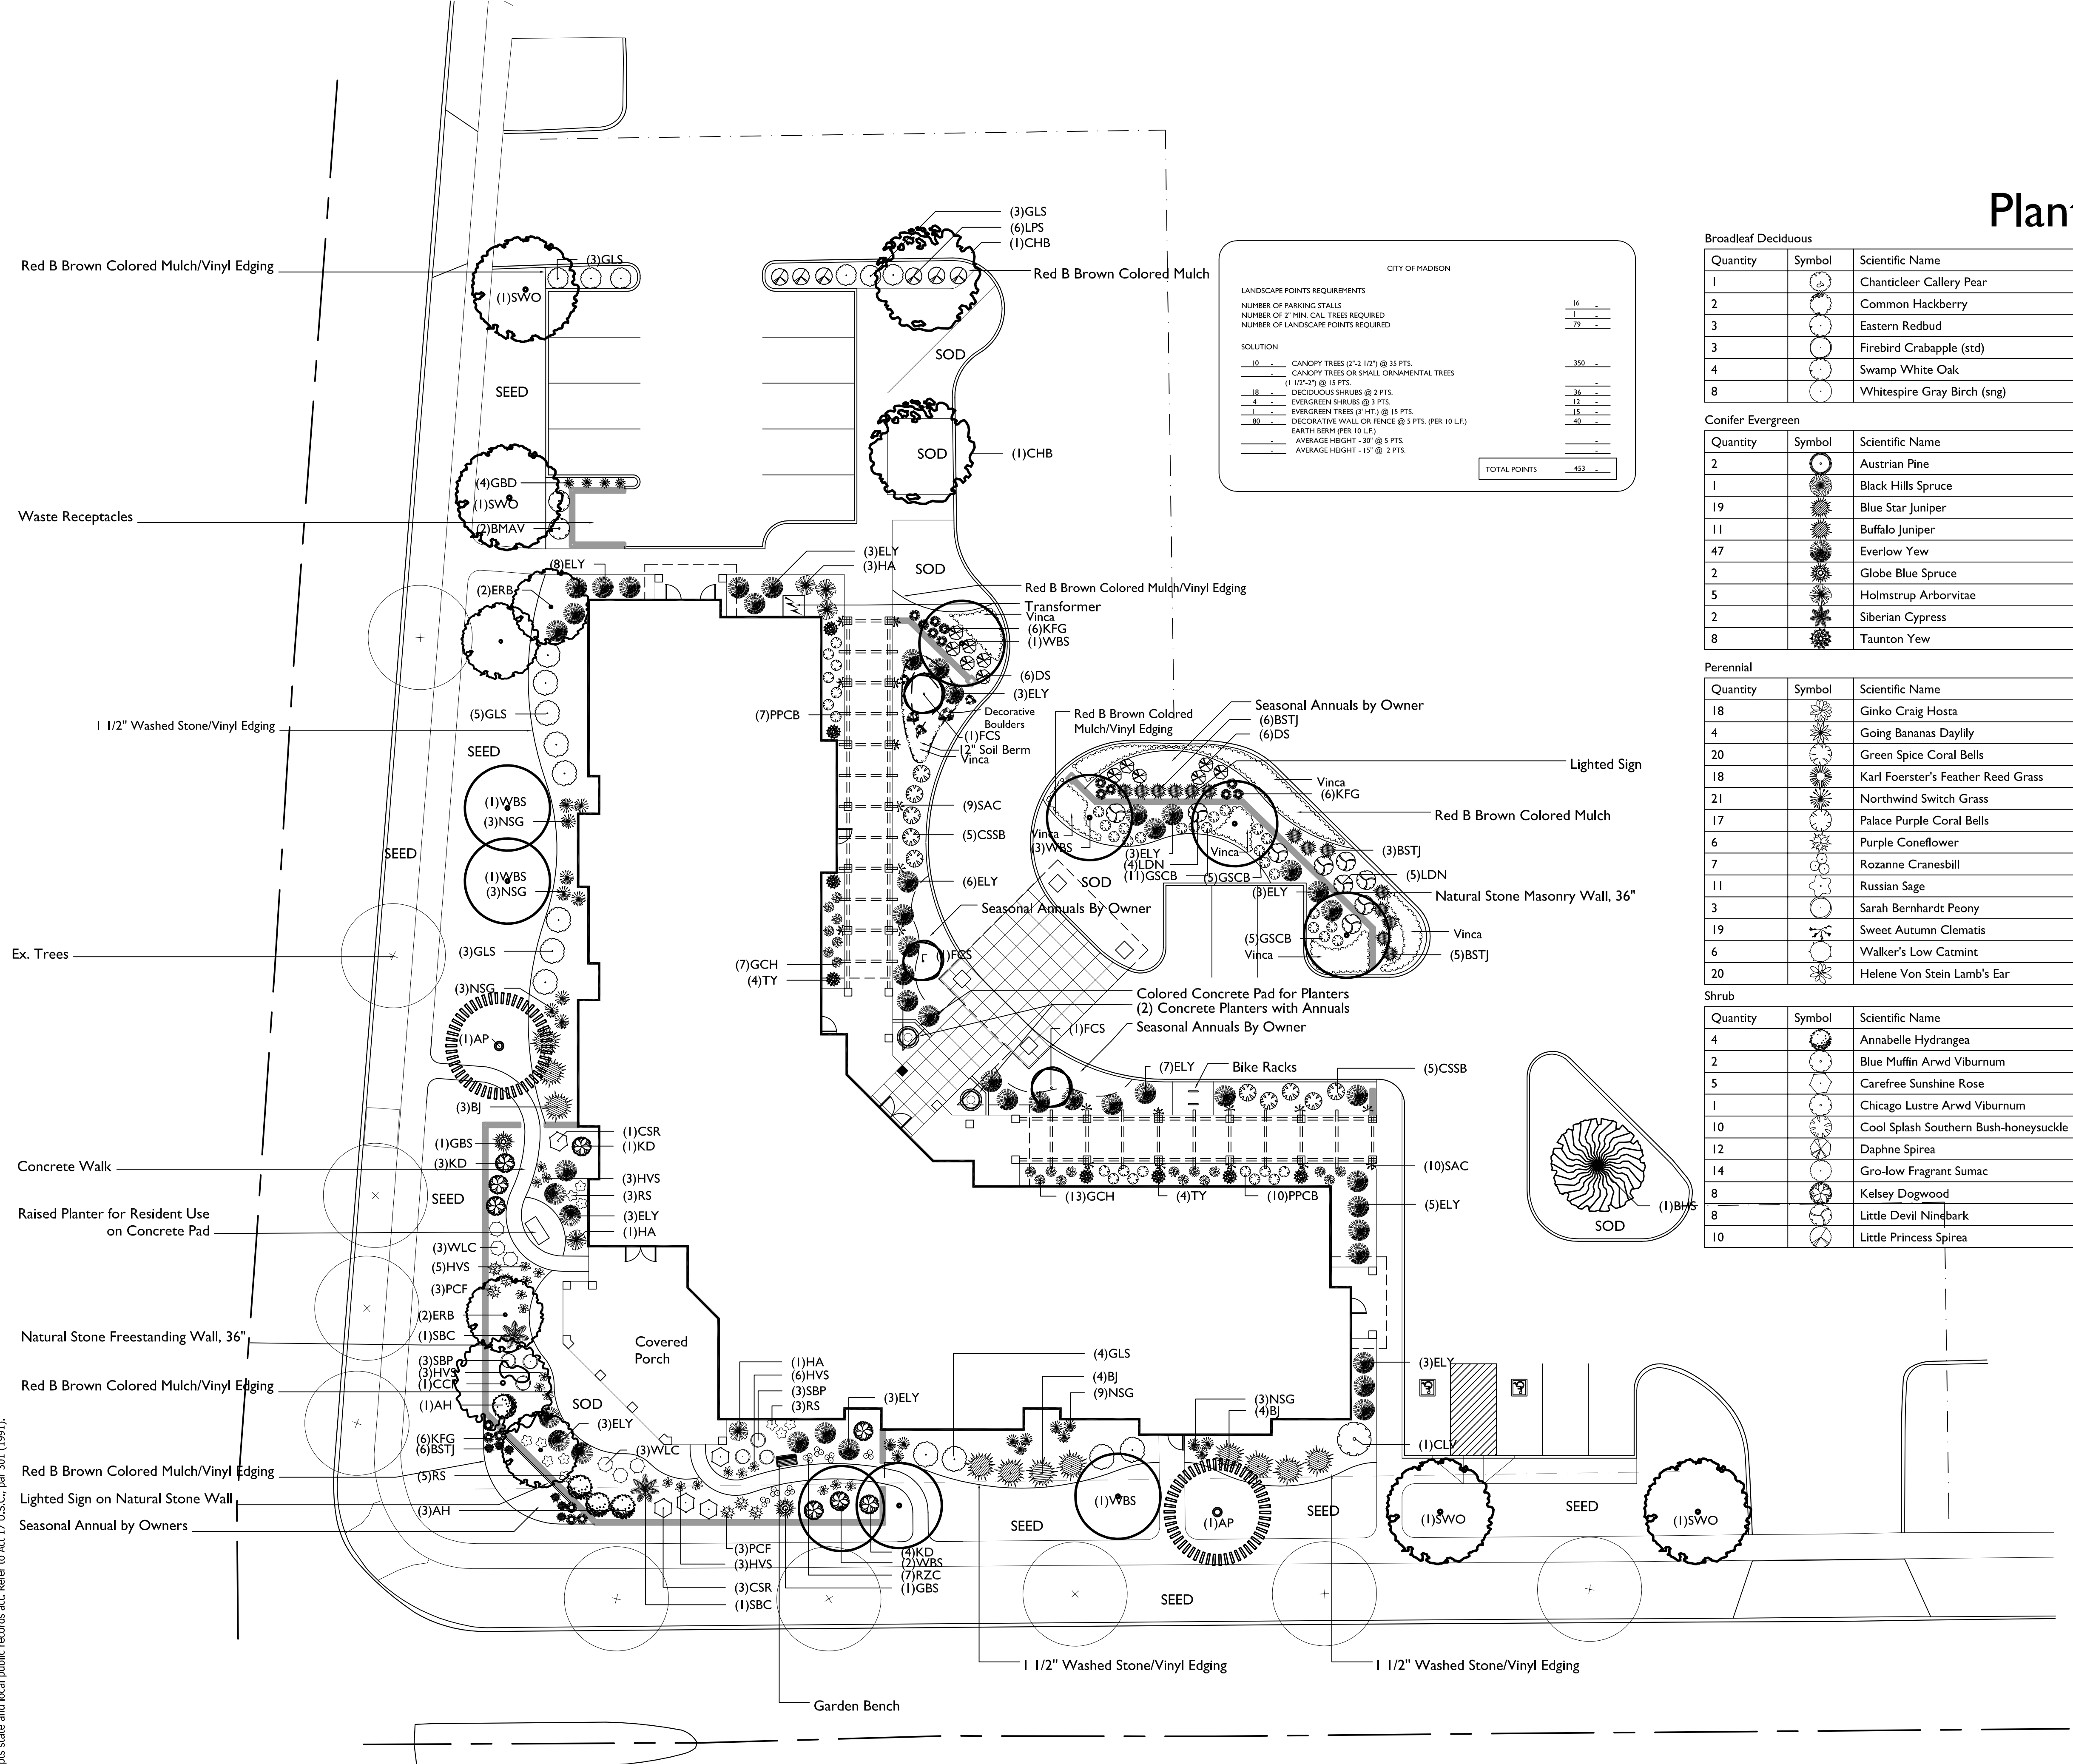 Red B Brown Colored Mulch/Vinyl Edging
(3)GLS
(1)SWO
(3)GLS
(6)LPS
(1)CHB
Red B Brown Colored Mulch
SOD
SEED
SOD
(1)CHB
(4)GBD
(1)SWO
Waste Receptacles
(2)BMAV
(8)ELY
(3)ELY
(3)HA
SOD
(2)ERB
Red B Brown Colored Mulch/Vinyl Edging
Transformer
Vinca
(6)KFG
(1)WBS
(6)DS
(3)ELY
1 1/2" Washed Stone/Vinyl Edging
(5)GLS
(7)PPCB
Decorative
Boulders
(1)FCS
12" Soil Berm
Vinca
SEED
Red B Brown Colored
Mulch/Vinyl Edging
Seasonal Annuals by Owner
(6)BSTJ
(6)DS
Lighted Sign
Vinca
(6)KFG
Red B Brown Colored Mulch
(1)WBS
(3)NSG
(9)SAC
(5)CSSB
Vinca
(3)WBS
(3)ELY
(4)LDN
(11)GSCB
Vinca
(5)GSCB
(3)BSTJ
(5)LDN
SEED
(1)WBS
(3)NSG
(6)ELY
SOD
(3)ELY
Natural Stone Masonry Wall, 36"
Seasonal Annuals By Owner
Ex. Trees
(3)GLS
(1)FCS
(5)GSCB
Vinca
Vinca
(5)BSTJ
(7)GCH
(4)TY
(3)NSG
Colored Concrete Pad for Planters
(2) Concrete Planters with Annuals
(1)AP
(1)FCS
Seasonal Annuals By Owner
(7)ELY
Bike Racks
(5)CSSB
(3)BJ
(1)GBS
(1)CSR
(1)KD
Concrete Walk
(3)KD
(3)HVS
(3)RS
SEED
(10)SAC
(13)GCH
(4)TY
(10)PPCB
(5)ELY
(1)BHS
SOD
Raised Planter for Resident Use
on Concrete Pad
(3)ELY
(1)HA
(3)WLC
(5)HVS
(3)PCF
(2)ERB
Natural Stone Freestanding Wall, 36"
(1)SBC
Covered
Porch
(3)SBP
(3)HVS
Red B Brown Colored Mulch/Vinyl Edging
(1)AH
SOD
(1)HA
(6)HVS
(3)SBP
(3)RS
(3)ELY
(4)GLS
(4)BJ
(9)NSG
(3)NSG
(4)BJ
(3)ELY
(1)CLV
(6)KFG
(6)BSTJ
(3)ELY
(3)WLC
Red B Brown Colored Mulch/Vinyl Edging
(5)RS
Lighted Sign on Natural Stone Wall
(3)AH
Seasonal Annual by Owners
(1)WBS
(1)AP
SEED
SEED
(1)SWO
SEED
(1)SWO
(3)PCF
(3)HVS
(3)CSR
(1)SBC
(4)KD
(2)WBS
(7)RZC
(1)GBS
SEED
1 1/2" Washed Stone/Vinyl Edging
1 1/2" Washed Stone/Vinyl Edging
Garden Bench
CITY OF MADISON
LANDSCAPE POINTS REQUIREMENTS
NUMBER OF PARKING STALLS 16 -
NUMBER OF 2" MIN. CAL. TREES REQUIRED 1 -
NUMBER OF LANDSCAPE POINTS REQUIRED 79 -
SOLUTION
10 - CANOPY TREES (2"-2 1/2") @ 35 PTS. 350 -
- CANOPY TREES OR SMALL ORNAMENTAL TREES
(1 1/2"-2") @ 15 PTS. -
18 - DECIDUOUS SHRUBS @ 2 PTS. 36 -
4 - EVERGREEN SHRUBS @ 3 PTS. 12 -
1 - EVERGREEN TREES (3' HT.) @ 15 PTS. 15 -
80 - DECORATIVE WALL OR FENCE @ 5 PTS. (PER 10 L.F.) 40 -
EARTH BERM (PER 10 L.F.)
- AVERAGE HEIGHT - 30" @ 5 PTS. -
- AVERAGE HEIGHT - 15" @ 2 PTS. -
TOTAL POINTS 453 -
Broadleaf Deciduous
Quantity Symbol Scientific Name
1 Chanticleer Callery Pear
2 Common Hackberry
3 Eastern Redbud
3 Firebird Crabapple (std)
4 Swamp White Oak
8 Whitespire Gray Birch (sng)
Conifer Evergreen
Quantity Symbol Scientific Name
2 Austrian Pine
1 Black Hills Spruce
19 Blue Star Juniper
11 Buffalo Juniper
47 Everlow Yew
2 Globe Blue Spruce
5 Holmstrup Arborvitae
2 Siberian Cypress
8 Taunton Yew
Perennial
Quantity Symbol Scientific Name
18 Ginko Craig Hosta
4 Going Bananas Daylily
20 Green Spice Coral Bells
18 Karl Foerster's Feather Reed Grass
21 Northwind Switch Grass
17 Palace Purple Coral Bells
6 Purple Coneflower
7 Rozanne Cranesbill
11 Russian Sage
3 Sarah Bernhardt Peony
19 Sweet Autumn Clematis
6 Walker's Low Catmint
20 Helene Von Stein Lamb's Ear
Shrub
Quantity Symbol Scientific Name
4 Annabelle Hydrangea
2 Blue Muffin Arwd Viburnum
5 Carefree Sunshine Rose
1 Chicago Lustre Arwd Viburnum
10 Cool Splash Southern Bush-honeysuckle
12 Daphne Spirea
14 Gro-low Fragrant Sumac
8 Kelsey Dogwood
8 Little Devil Ninebark
10 Little Princess Spirea
state and local public records act. Refer to Act 17 U.S.C., par 301 (1991).